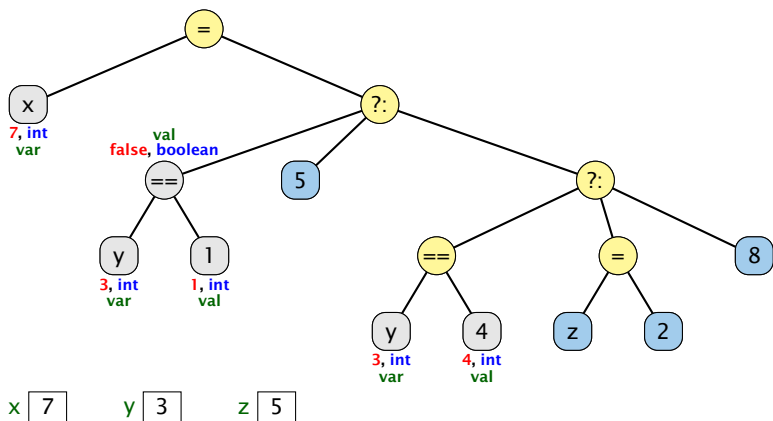 =
x
7, int
var
?:
val
false, boolean
==
5
?:
y
3, int
var
1
1, int
val
==
=
8
y
3, int
var
4
4, int
val
z
2
x 7 y 3 z 5